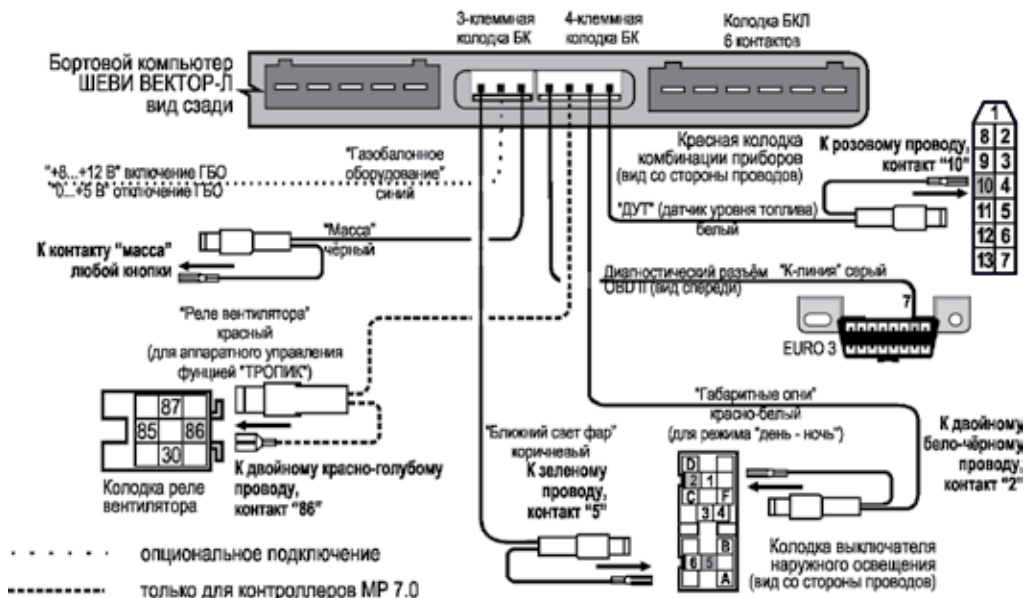 3-клеммная
колодка БК
4-клеммная
колодка БК
Колодка БКЛ
6 контактов
Бортовой компьютер
ШЕВИ ВЕКТОР-Л
вид сзади
"+8...+12 В" включение ГБО
"0...+5 В" отключение ГБО
"Газобалонное
оборудование"
синий
Красная колодка
комбинации приборов
(вид со стороны проводов)
К розовому проводу,
контакт "10"
1
8 2
9 3
10 4
11 5
12 6
13 7
"ДУТ" (датчик уровня топлива)
белый
"Масса"
чёрный
К контакту "масса"
любой кнопки
Диагностический разъём
OBD II (вид спереди)
"К-линия" серый
7
EURO 3
"Реле вентилятора"
красный
(для аппаратного управления
фунцией "ТРОПИК")
87
85 86
30
Колодка реле
вентилятора
К двойному красно-голубому
проводу,
контакт "86"
"Габаритные огни"
красно-белый
(для режима "день - ночь")
"Ближний свет фар"
коричневый
К зеленому
проводу,
контакт "5"
К двойному
бело-чёрному
проводу,
контакт "2"
D
2 1
C F
3 4
B
6 5
A
Колодка выключателя
наружного освещения
(вид со стороны проводов)
опциональное подключение
только для контроллеров МР 7.0